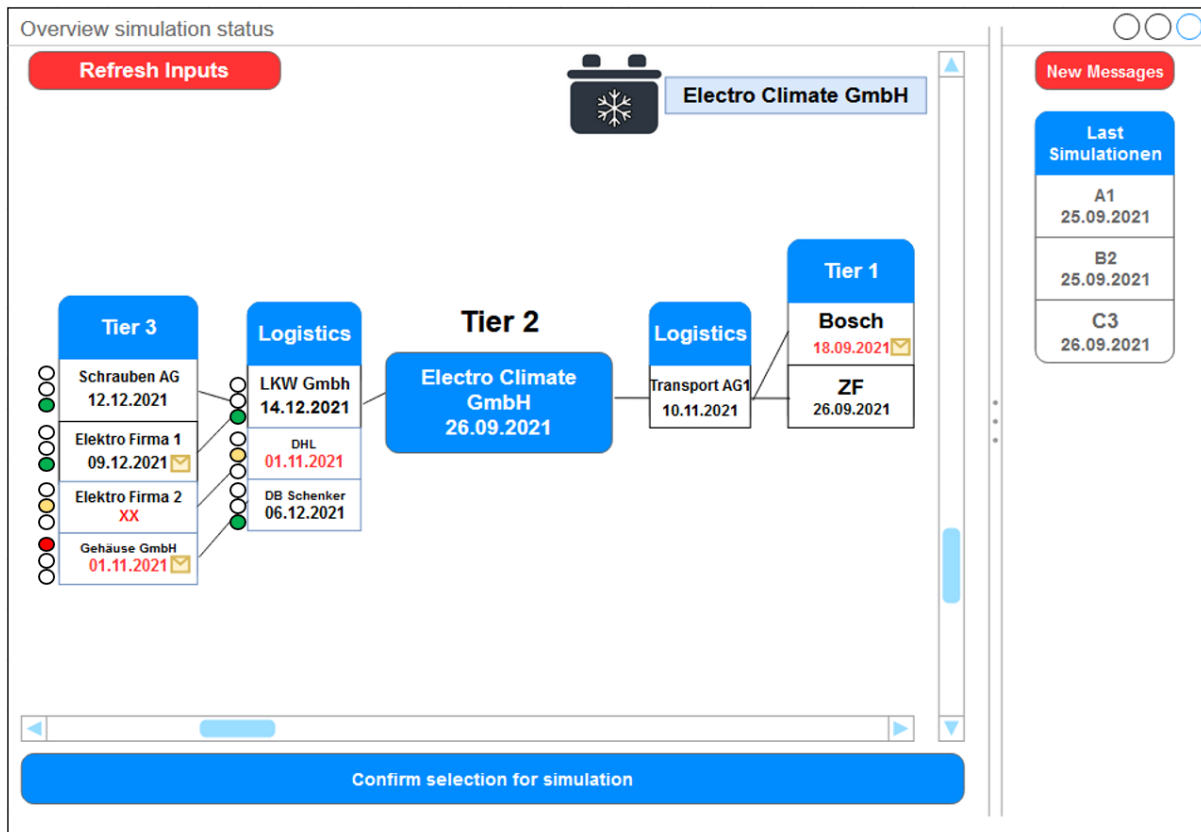 Overview simulation status
Refresh Inputs
Electro Climate GmbH
New Messages
Last
Simulationen
A1
25.09.2021
B2
25.09.2021
C3
26.09.2021
Tier 3
Schrauben AG
12.12.2021
Elektro Firma 1
09.12.2021
Elektro Firma 2
XX
Gehäuse GmbH
01.11.2021
Logistics
LKW Gmbh
14.12.2021
DHL
01.11.2021
DB Schenker
06.12.2021
Tier 2
Electro Climate
GmbH
26.09.2021
Logistics
Transport AG1
10.11.2021
Tier 1
Bosch
18.09.2021
ZF
26.09.2021
Confirm selection for simulation